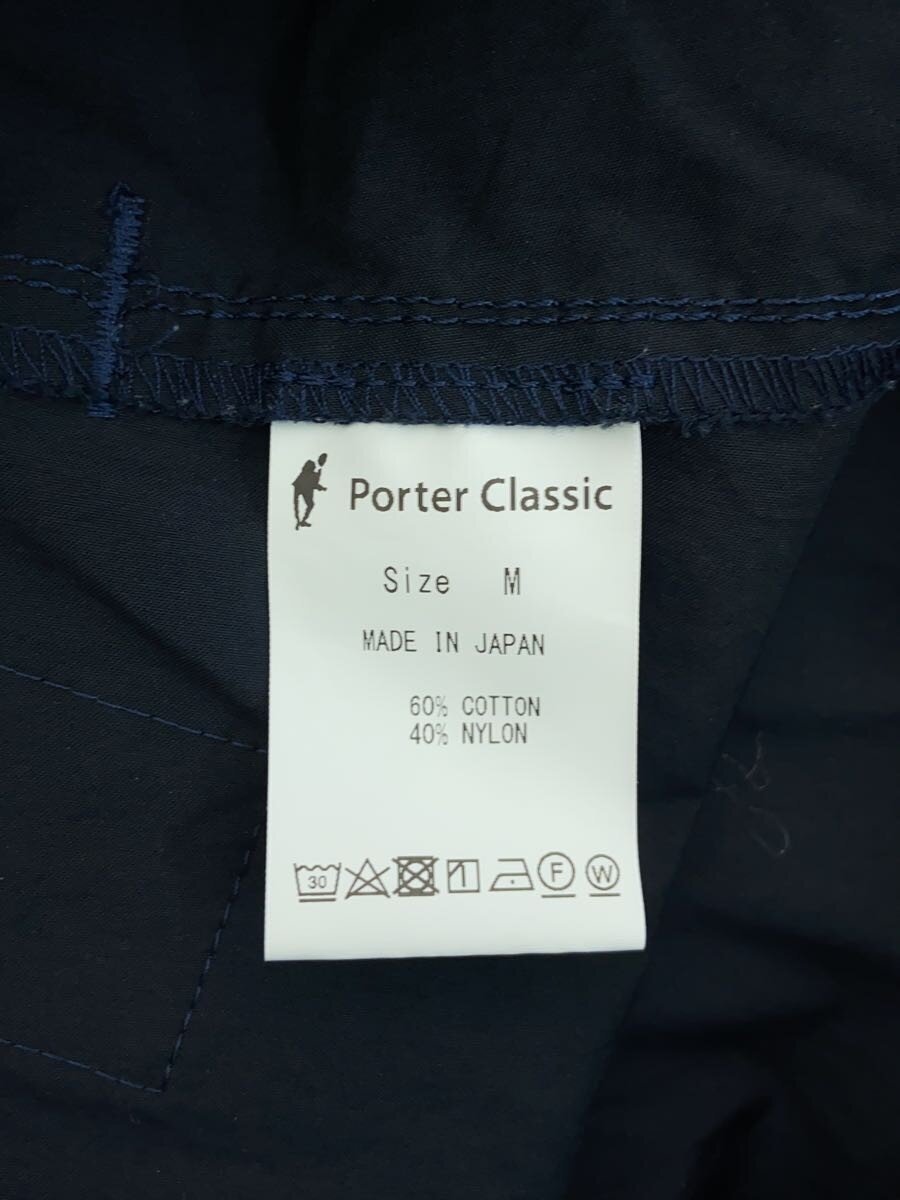 Porter Classic
Size M
MADE IN JAPAN
60% COTTON
40% NYLON
30 F W